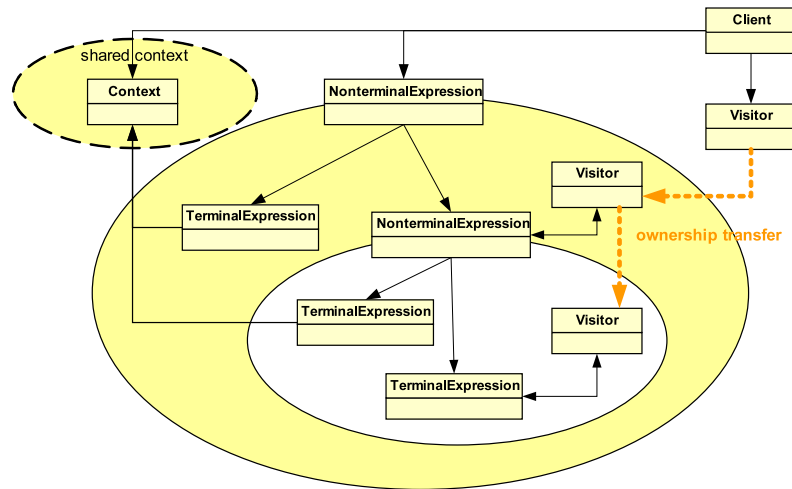 Client
shared context
Context
NonterminalExpression
Visitor
Visitor
TerminalExpression
NonterminalExpression
ownership transfer
TerminalExpression
Visitor
TerminalExpression